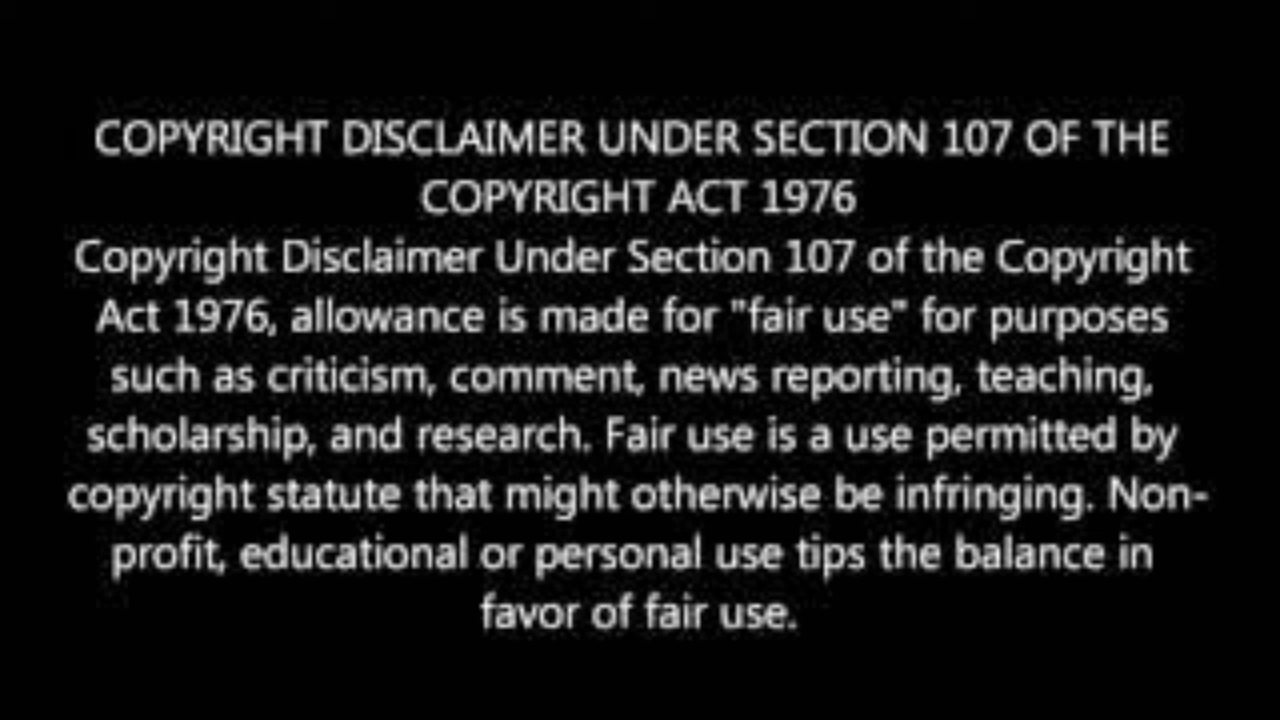 COPYRIGHT DISCLAIMER UNDER SECTION 107 OF THE
COPYRIGHT ACT 1976
Copyright Disclaimer Under Section 107 of the Copyright
Act 1976, allowance is made for "fair use" for purposes
such as criticism, comment, news reporting, teaching,
scholarship, and research. Fair use is a use permitted by
copyright statute that might otherwise be infringing. Non-
profit, educational or personal use tips the balance in
favor of fair use.